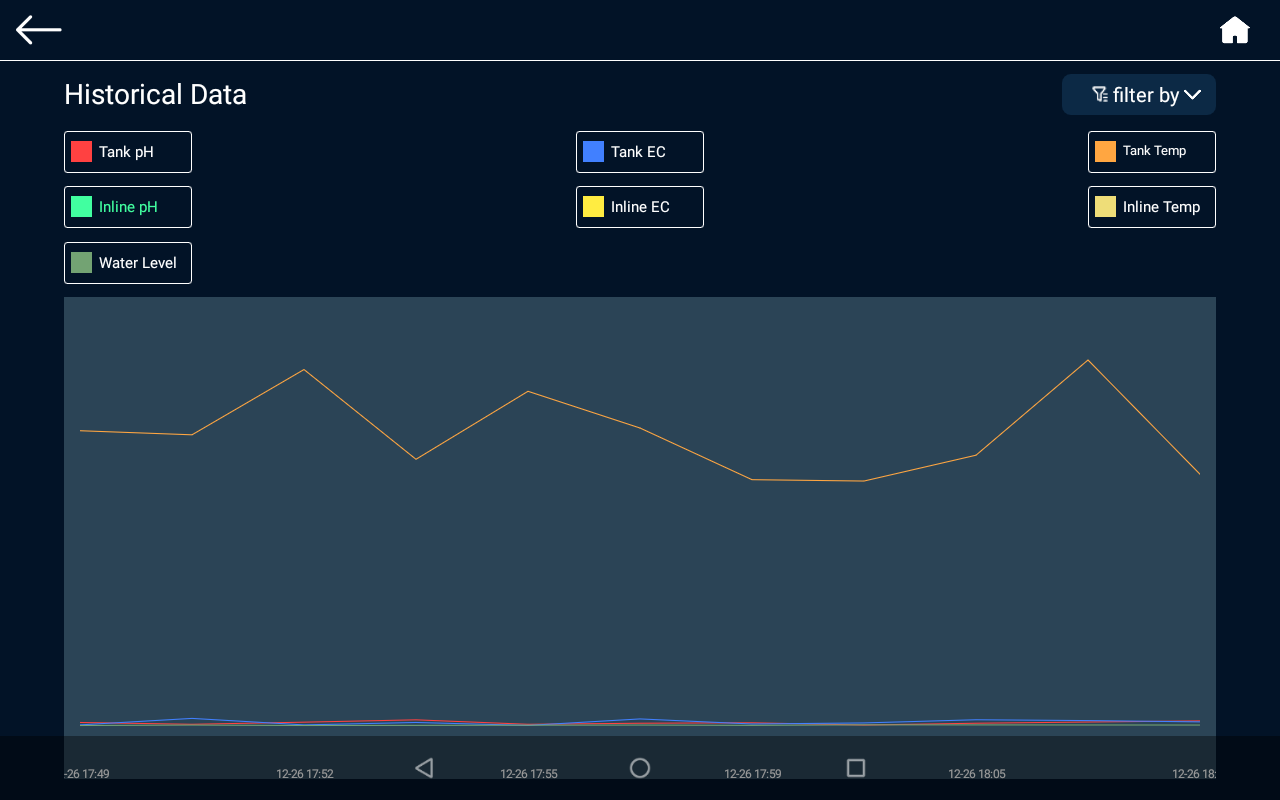 Historical Data
filter by
Tank pH
Tank EC
Tank Temp
Inline pH
Inline EC
Inline Temp
Water Level
-26 17:49
12-26 17:52
12-26 17:55
12-26 17:59
12-26 18:05
12-26 18: